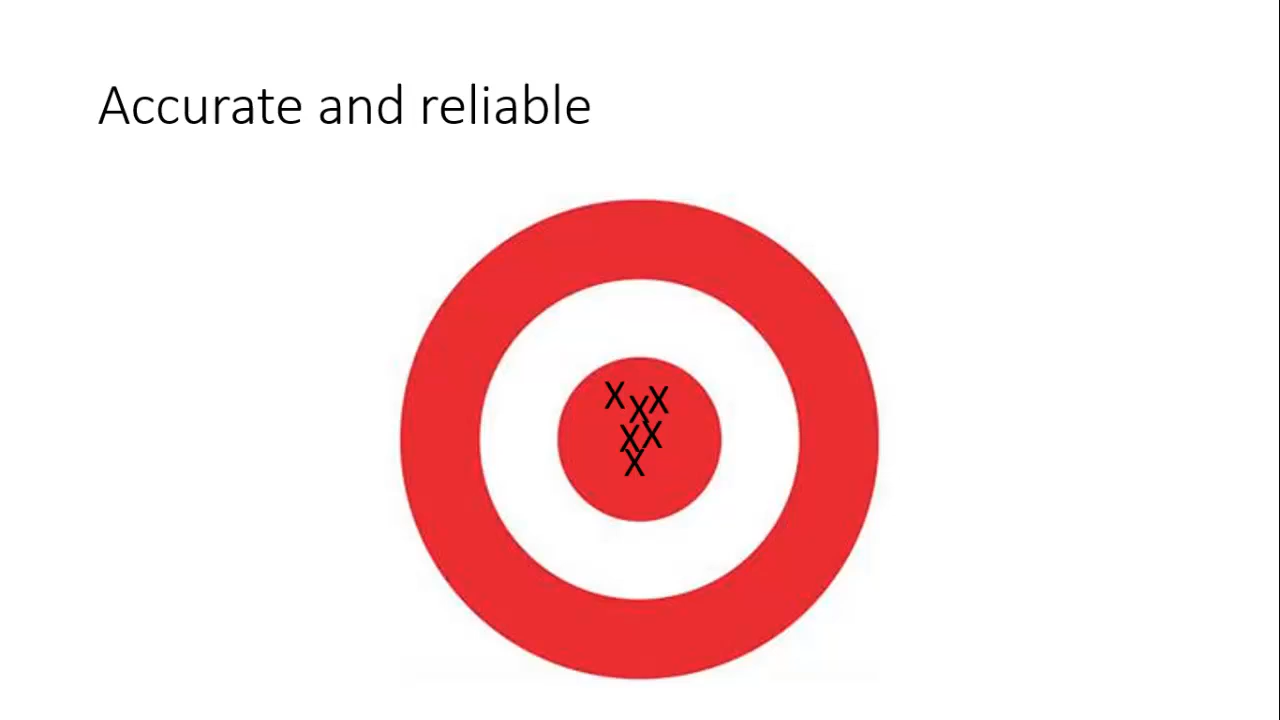 Accurate and reliable
X X X
X X
X